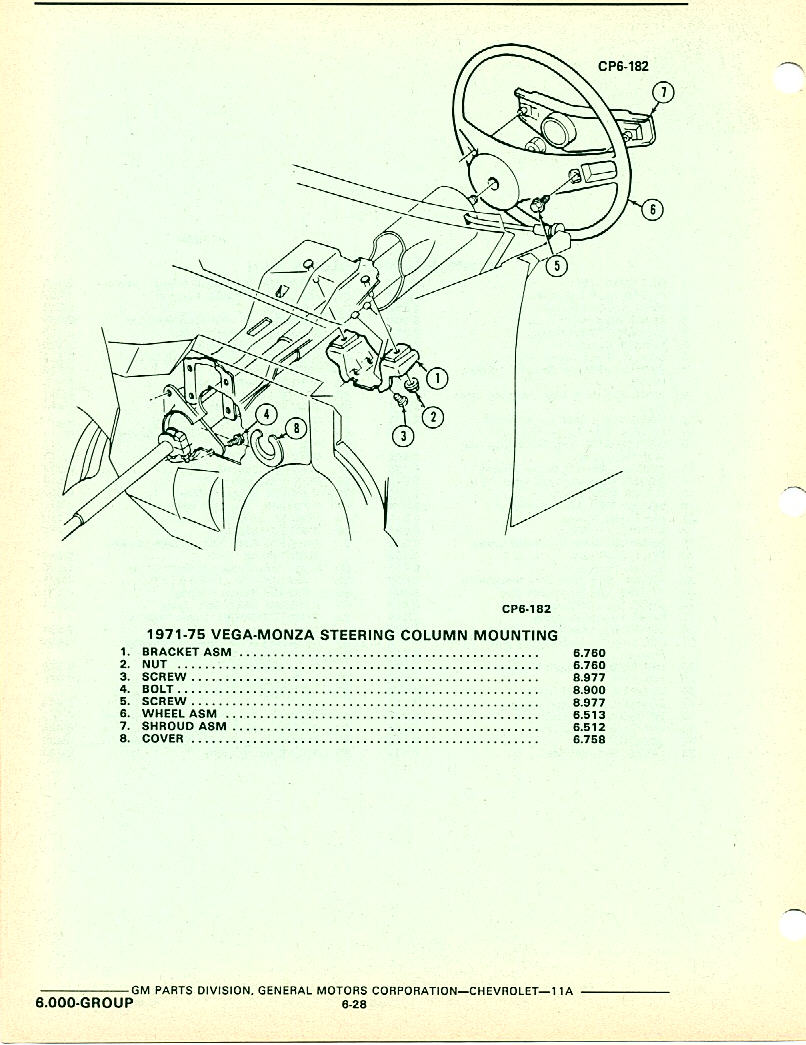 CP6-182
7
6
5
1
2
3
4
8
CP6-182
1971-75 VEGA-MONZA STEERING COLUMN MOUNTING
1. BRACKET ASM ............................................ 6.760
2. NUT ..................................................... 6.760
3. SCREW .................................................. 8.977
4. BOLT .................................................... 8.900
5. SCREW .................................................. 8.977
6. WHEEL ASM .............................................. 6.513
7. SHROUD ASM ............................................. 6.512
8. COVER .................................................. 6.758
GM PARTS DIVISION, GENERAL MOTORS CORPORATION—CHEVROLET—11A
6.000-GROUP 6-28